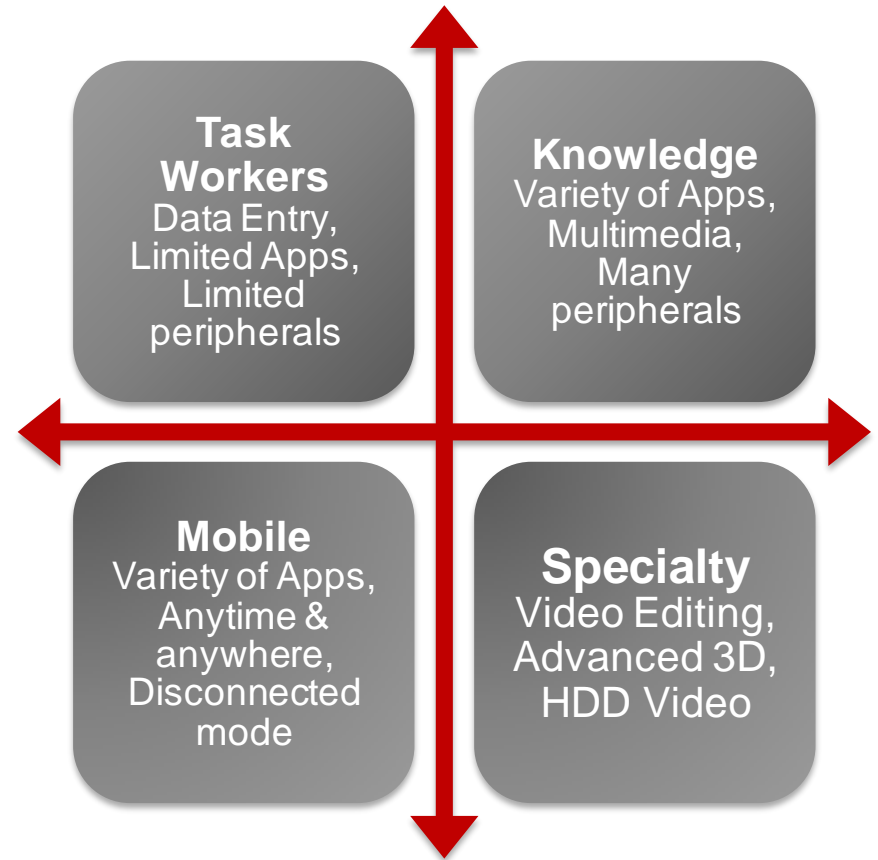 Task
Workers
Data Entry,
Limited Apps,
Limited
peripherals
Knowledge
Variety of Apps,
Multimedia,
Many
peripherals
Mobile
Variety of Apps,
Anytime &
anywhere,
Disconnected
mode
Specialty
Video Editing,
Advanced 3D,
HDD Video